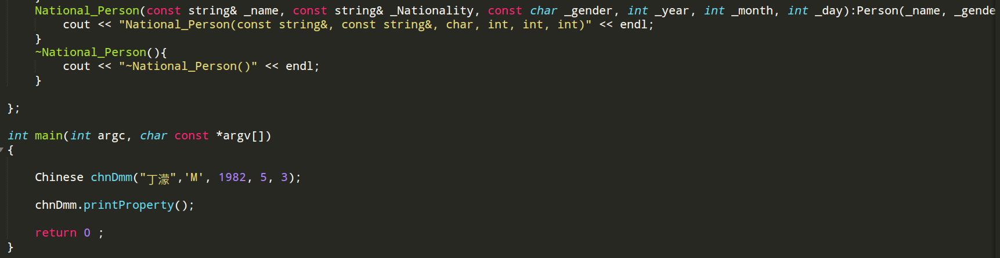 }
National_Person(const string& _name, const string& _Nationality, const char _gender, int _year, int _month, int _day):Person(_name, _gende
cout << "National_Person(const string&, const string&, char, int, int, int)" << endl;
}
~National_Person(){
cout << "~National_Person()" << endl;
}
};
int main(int argc, char const *argv[])
{
Chinese chnDmm("丁濛",'M', 1982, 5, 3);
chnDmm.printProperty();
return 0 ;
}